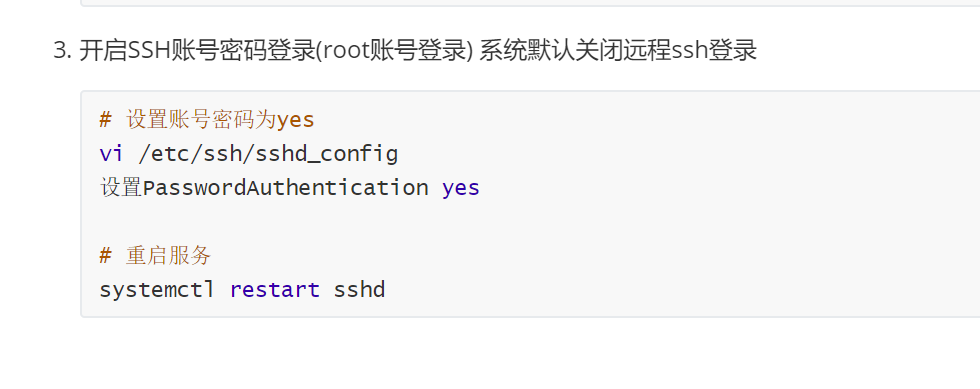 3. 开启SSH账号密码登录(root账号登录) 系统默认关闭远程ssh登录
# 设置账号密码为yes
vi /etc/ssh/sshd_config
设置PasswordAuthentication yes
# 重启服务
systemctl restart sshd